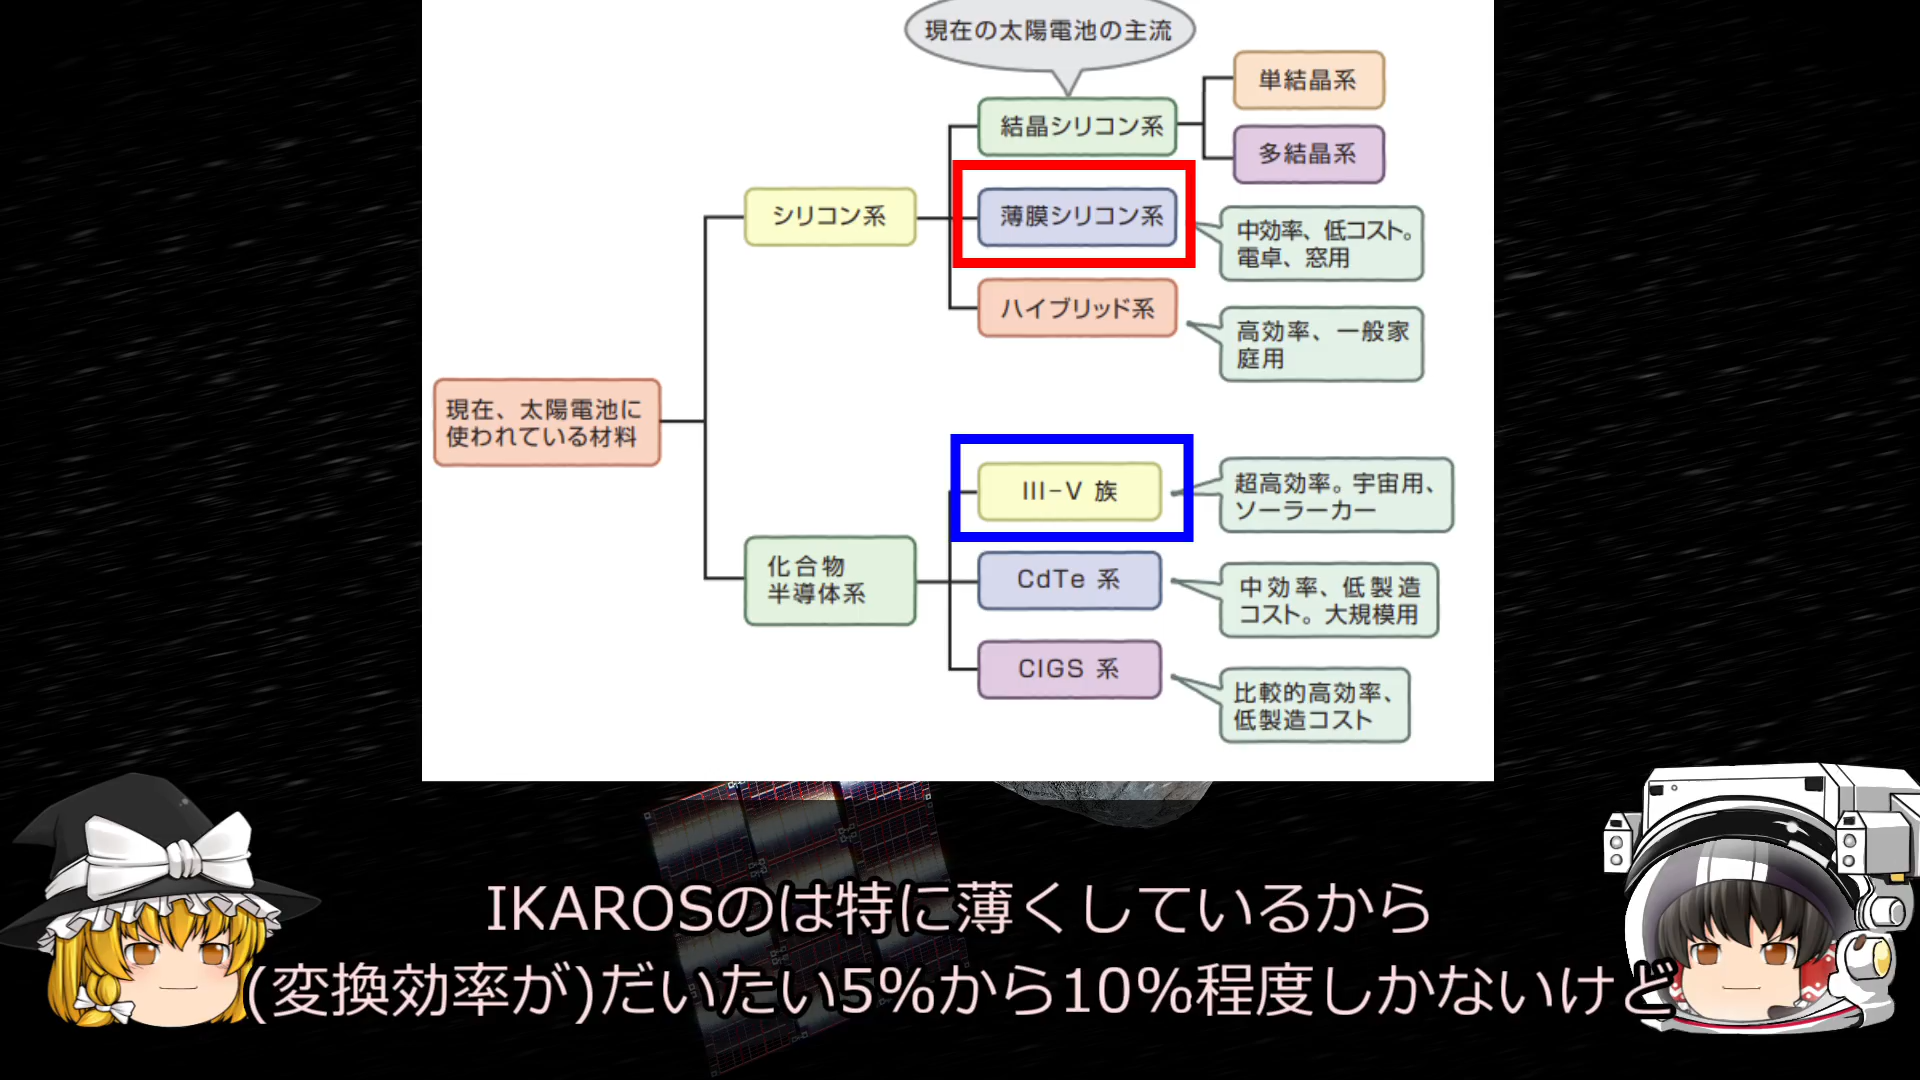 現在の太陽電池の主流
単結晶系
結晶シリコン系
多結晶系
シリコン系
薄膜シリコン系
中効率、低コスト。
電卓、窓用
ハイブリッド系
高効率、一般家
庭用
現在、太陽電池に
使われている材料
III-V 族
超高効率。宇宙用、
ソーラーカー
化合物
半導体系
CdTe 系
中効率、低製造
コスト。大規模用
CIGS 系
比較的高効率、
低製造コスト
IKAROSのは特に薄くしているから
(変換効率が)だいたい5%から10%程度しかないけど